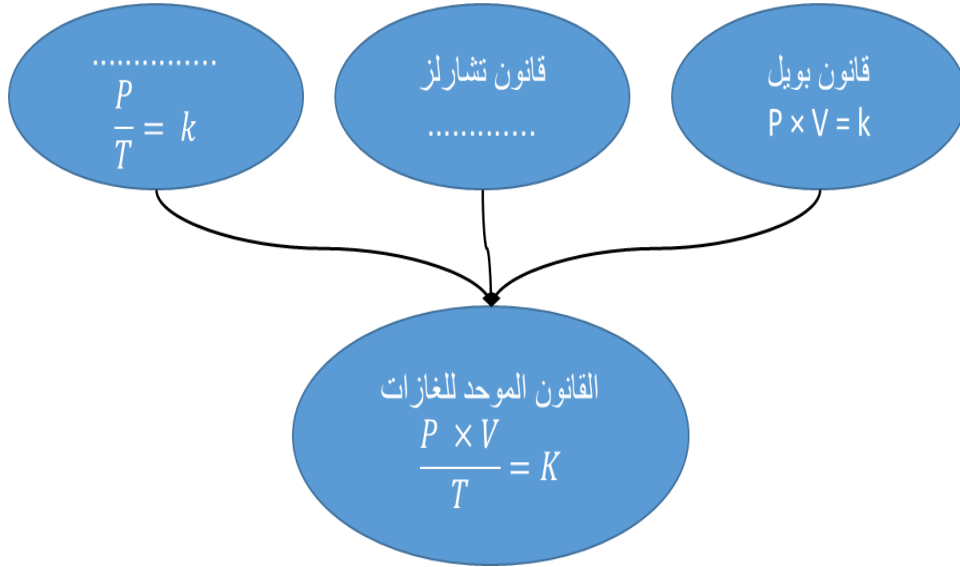 قانون بويل
P × V = k
قانون تشارلز
.............
...............
P/T = k
القانون الموحد للغازات
P × V / T = K